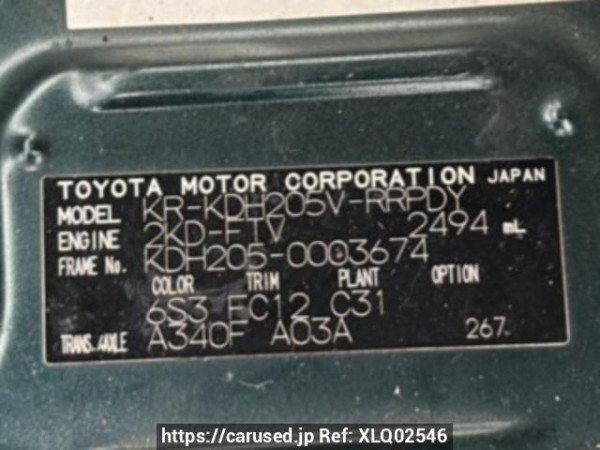 TOYOTA MOTOR CORPORATION JAPAN
MODEL KR-KDH205V-RRPDY
ENGINE 2KD-FTV 2494 mL
FRAME No. KDH205-0003674
COLOR TRIM PLANT OPTION
6S3 FC12 C31
TRANS./AXLE A340F A03A 267
https://carused.jp Ref: XLQ02546